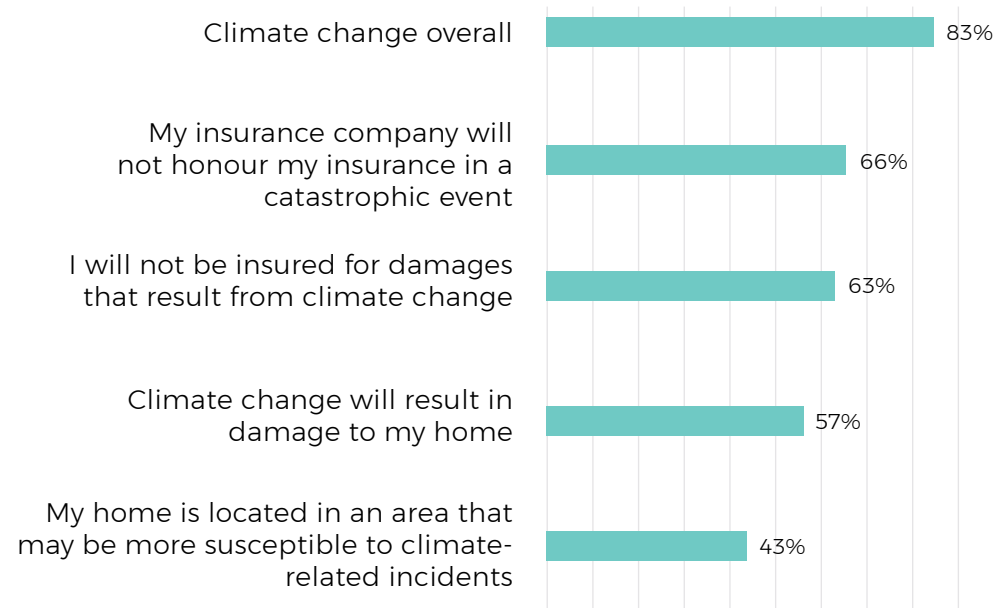 Climate change overall
83%
My insurance company will
not honour my insurance in a
catastrophic event
66%
I will not be insured for damages
that result from climate change
63%
Climate change will result in
damage to my home
57%
My home is located in an area that
may be more susceptible to climate-
related incidents
43%